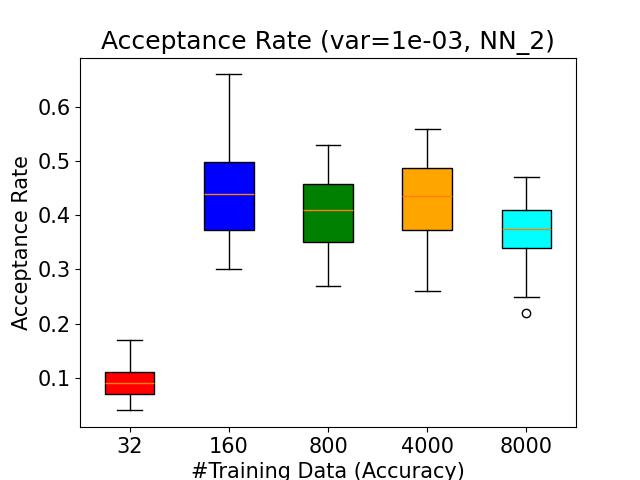 Acceptance Rate (var=1e-03, NN_2)
Acceptance Rate
0.6
0.5
0.4
0.3
0.2
0.1
32 160 800 4000 8000
#Training Data (Accuracy)